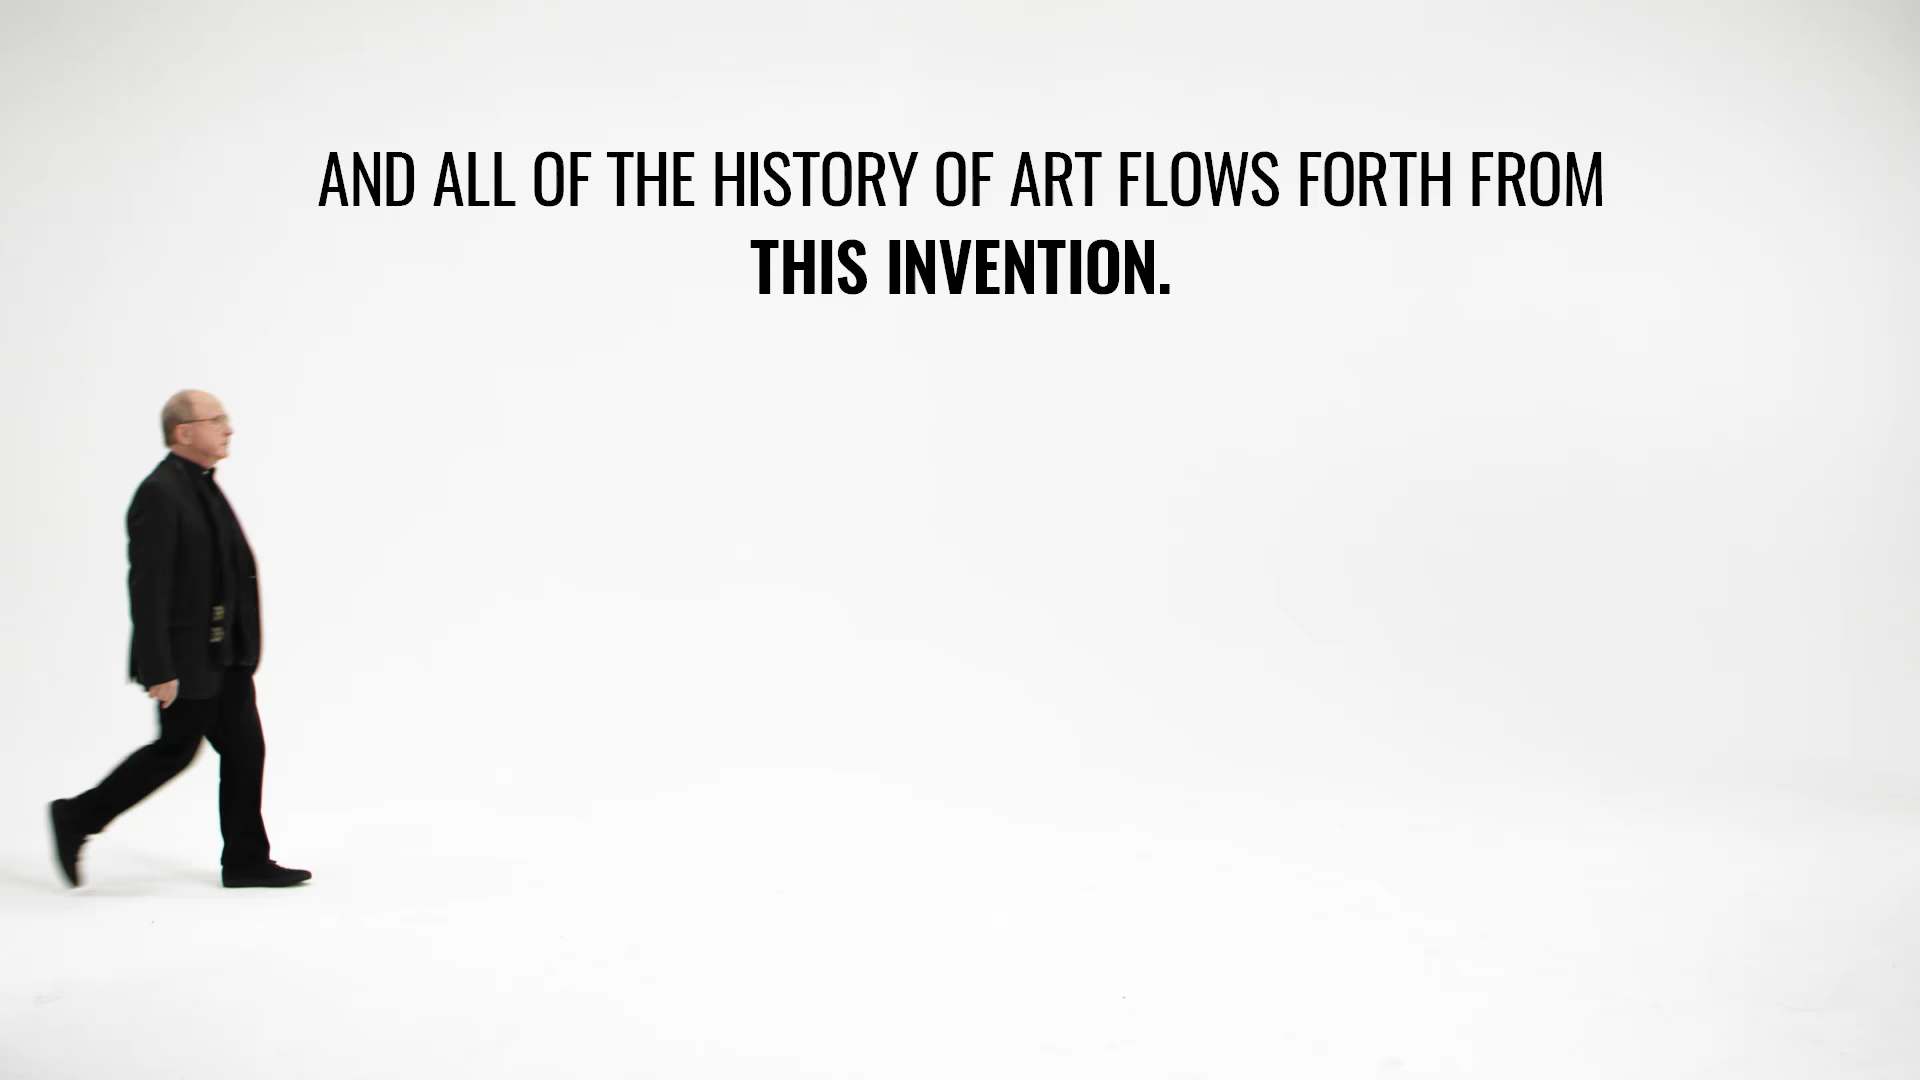 AND ALL OF THE HISTORY OF ART FLOWS FORTH FROM
THIS INVENTION.